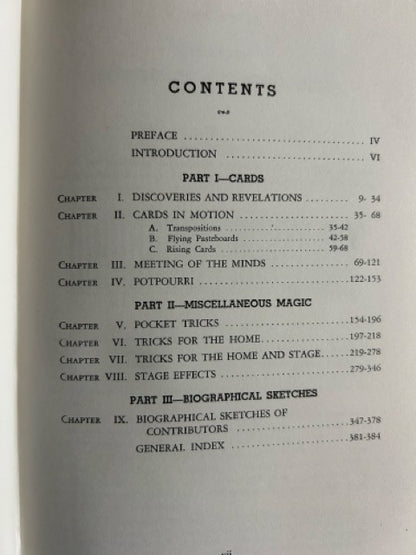 CONTENTS
PREFACE ........................................ IV
INTRODUCTION ........................... VI
PART I—CARDS
CHAPTER I. DISCOVERIES AND REVELATIONS ........ 9- 34
CHAPTER II. CARDS IN MOTION ........................ 35- 68
A. Transpositions ........................ 35-42
B. Flying Pasteboards ................ 42-58
C. Rising Cards ........................ 59-68
CHAPTER III. MEETING OF THE MINDS .............. 69-121
CHAPTER IV. POTPOURRI .............................. 122-153
PART II—MISCELLANEOUS MAGIC
CHAPTER V. POCKET TRICKS ........................ 154-196
CHAPTER VI. TRICKS FOR THE HOME .............. 197-218
CHAPTER VII. TRICKS FOR THE HOME AND STAGE ..... 219-278
CHAPTER VIII. STAGE EFFECTS ........................ 279-346
PART III—BIOGRAPHICAL SKETCHES
CHAPTER IX. BIOGRAPHICAL SKETCHES OF
CONTRIBUTORS ...................... 347-378
GENERAL INDEX ...................... 381-384
vii